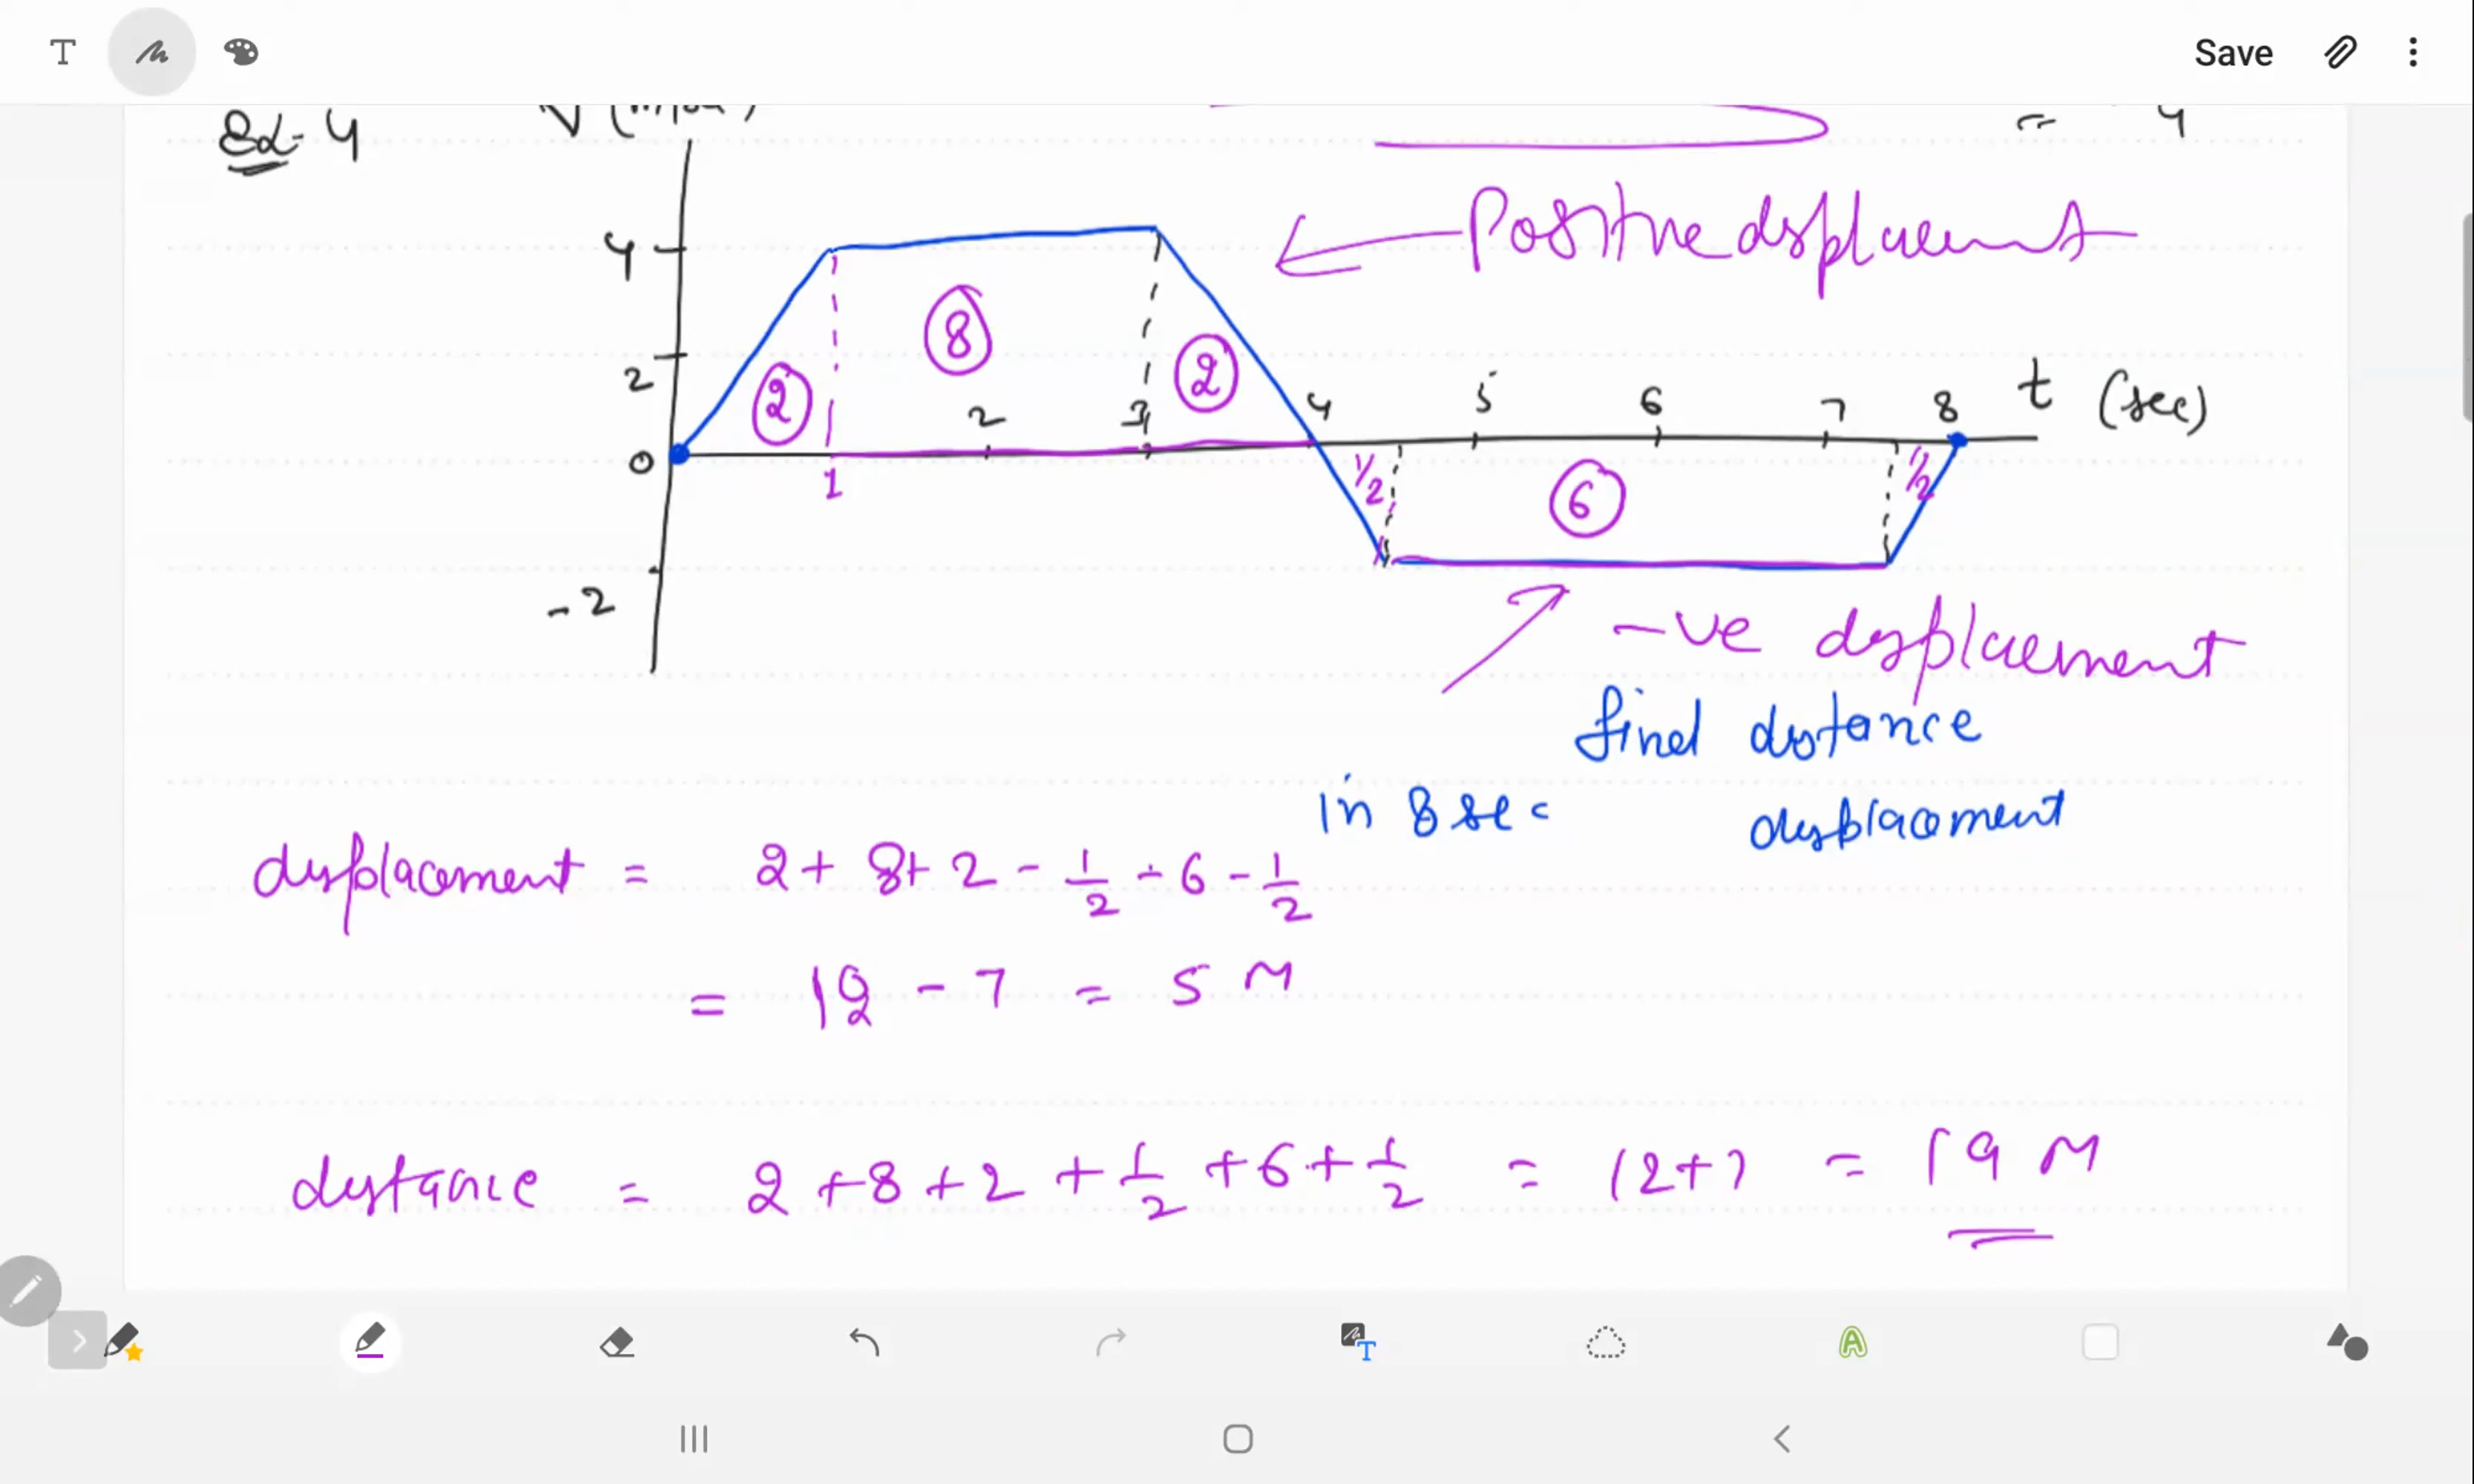 T
Save
V (m/sec)
= 4
4
Positive displacement
8
2
2
2
3
4
5
6
7
8
t (sec)
0
1
1/2
6
1/2
-2
-ve displacement
find distance
in 8 sec
displacement
displacement = 2 + 8 + 2 - 1/2 - 6 - 1/2
= 12 - 7 = 5 M
distance = 2 + 8 + 2 + 1/2 + 6 + 1/2 = 12+7 = 19 M
T
A